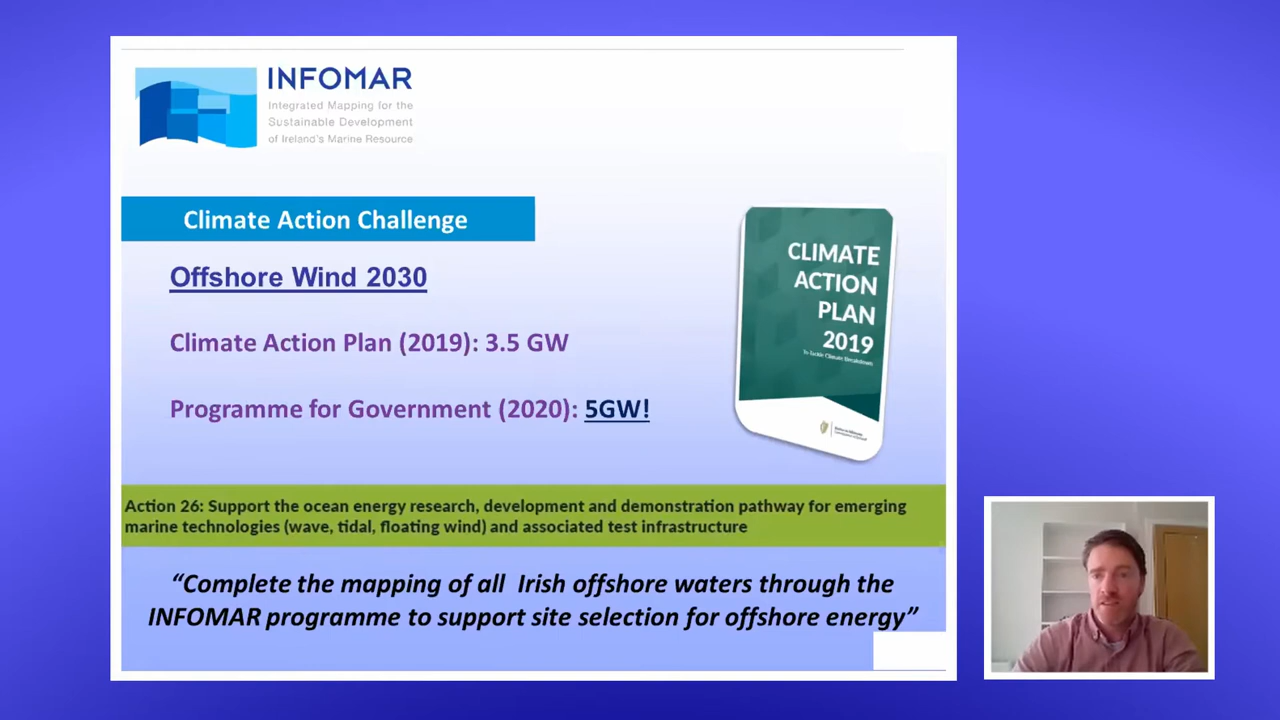 INFOMAR
Integrated Mapping for the
Sustainable Development
of Ireland's Marine Resource
Climate Action Challenge
Offshore Wind 2030
Climate Action Plan (2019): 3.5 GW
Programme for Government (2020): 5GW!
CLIMATE
ACTION
PLAN
2019
To Tackle Climate Breakdown
Action 26: Support the ocean energy research, development and demonstration pathway for emerging
marine technologies (wave, tidal, floating wind) and associated test infrastructure
“Complete the mapping of all Irish offshore waters through the
INFOMAR programme to support site selection for offshore energy”